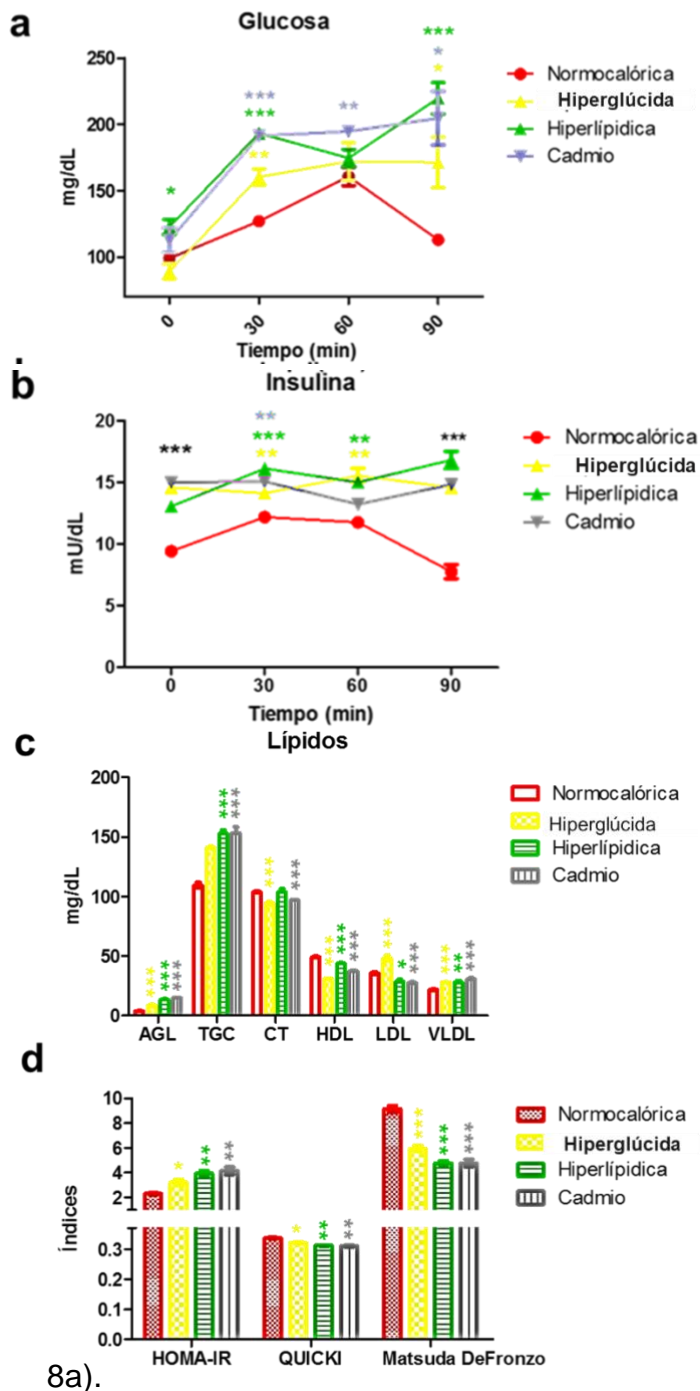 a
Glucosa
***
*
*
***
***
**
**
*
250
200
150
100
mg/dL
0
30
60
90
Tiempo (min)
Normocalórica
Hiperglúcida
Hiperlípidica
Cadmio
b
Insulina
***
**
***
**
**
**
***
20
15
10
5
0
mU/dL
0
30
60
90
Tiempo (min)
Normocalórica
Hiperglúcida
Hiperlípidica
Cadmio
c
Lípidos
200
150
100
50
0
mg/dL
***
***
***
***
***
***
***
***
***
***
***
*
***
***
**
***
AGL
TGC
CT
HDL
LDL
VLDL
Normocalórica
Hiperglúcida
Hiperlípidica
Cadmio
d
10
8
6
4
2
0.3
0.2
0.1
0.0
Índices
*
**
**
*
**
**
***
***
***
HOMA-IR
QUICKI
Matsuda DeFronzo
Normocalórica
Hiperglúcida
Hiperlípidica
Cadmio
8a).